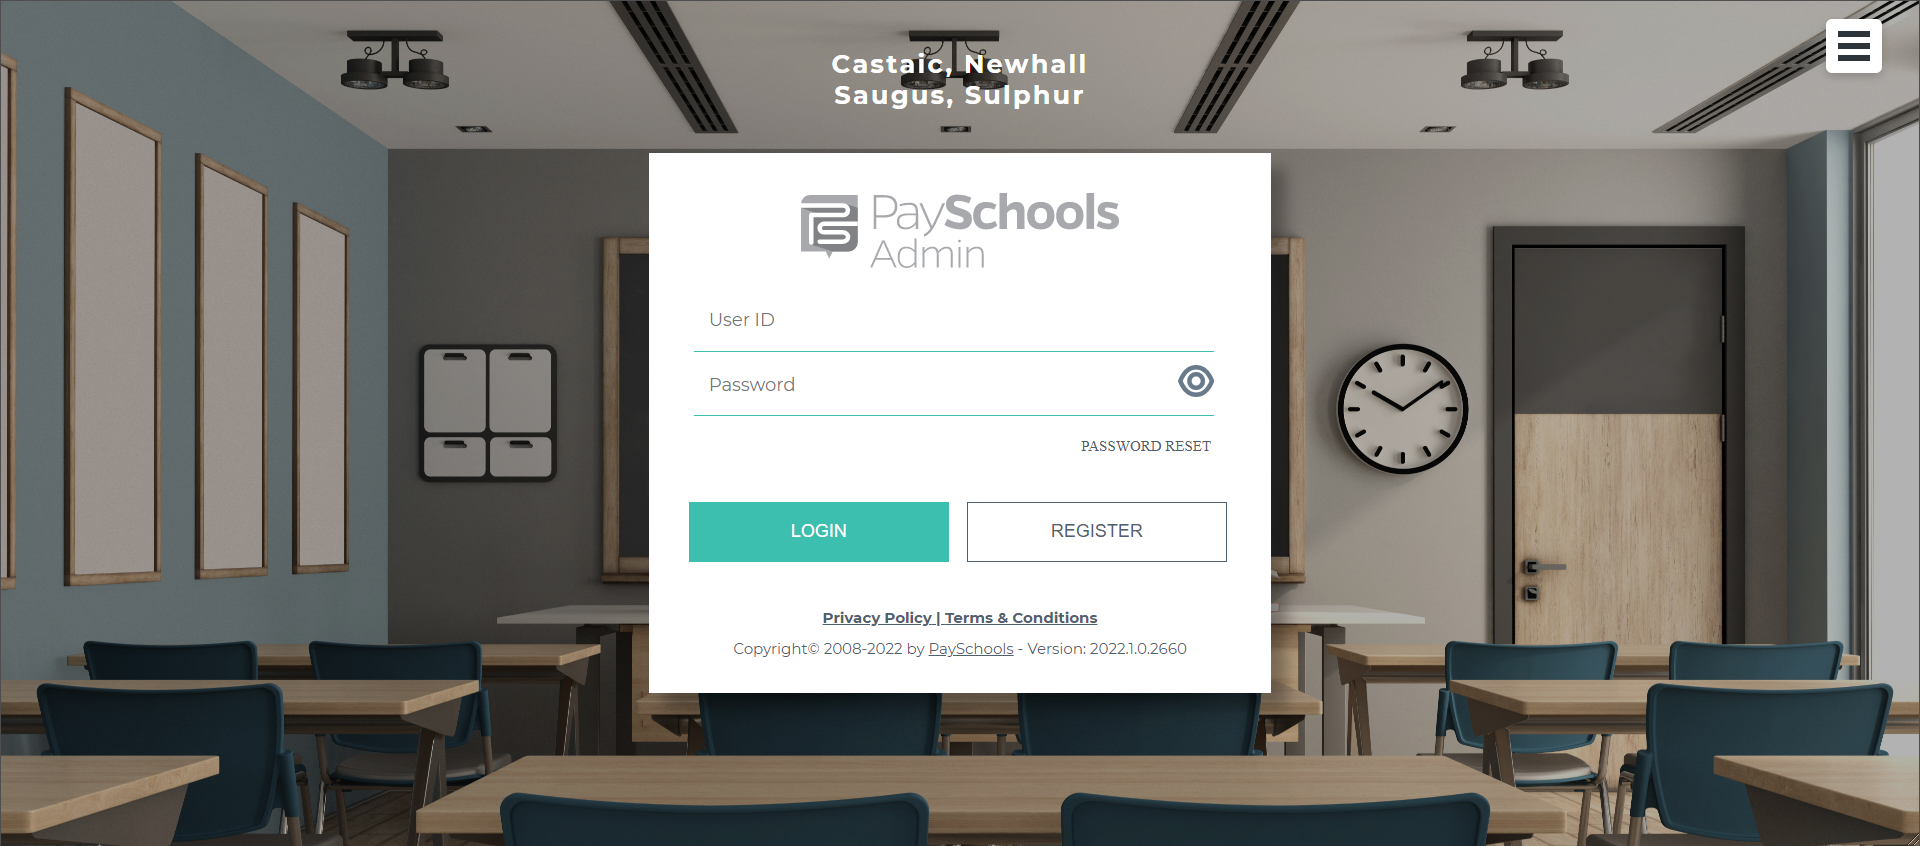 Castaic, Newhall
Saugus, Sulphur
PaySchools
Admin
User ID
Password
PASSWORD RESET
LOGIN
REGISTER
Privacy Policy | Terms & Conditions
Copyright© 2008-2022 by PaySchools - Version: 2022.1.0.2660